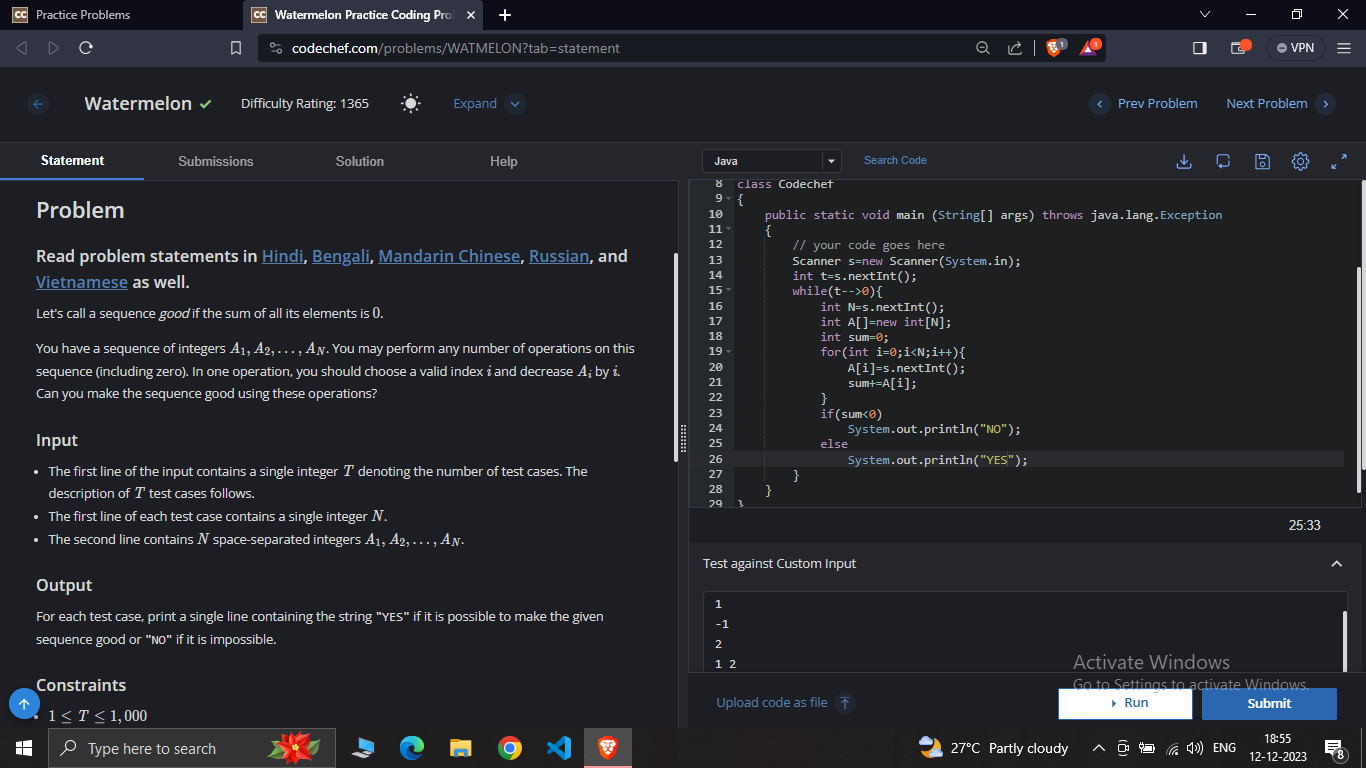 Practice Problems
Watermelon Practice Coding Pro
codechef.com/problems/WATMELON?tab=statement
1
1
VPN
Watermelon
Difficulty Rating: 1365
Expand
Prev Problem
Next Problem
Statement
Submissions
Solution
Help
Problem
Read problem statements in Hindi, Bengali, Mandarin Chinese, Russian, and
Vietnamese as well.
Let's call a sequence good if the sum of all its elements is 0.
You have a sequence of integers A1, A2, . . . , AN. You may perform any number of operations on this
sequence (including zero). In one operation, you should choose a valid index i and decrease Ai by i.
Can you make the sequence good using these operations?
Input
• The first line of the input contains a single integer T denoting the number of test cases. The
description of T test cases follows.
• The first line of each test case contains a single integer N.
• The second line contains N space-separated integers A1, A2, . . . , AN.
Output
For each test case, print a single line containing the string "YES" if it is possible to make the given
sequence good or "NO" if it is impossible.
Constraints
• 1 ≤ T ≤ 1,000
Java
Search Code
8 class Codechef
9 {
10 public static void main (String[] args) throws java.lang.Exception
11 {
12 // your code goes here
13 Scanner s=new Scanner(System.in);
14 int t=s.nextInt();
15 while(t-->0){
16 int N=s.nextInt();
17 int A[]=new int[N];
18 int sum=0;
19 for(int i=0;i<N;i++){
20 A[i]=s.nextInt();
21 sum+=A[i];
22 }
23 if(sum<0)
24 System.out.println("NO");
25 else
26 System.out.println("YES");
27 }
28 }
29 }
25:33
Test against Custom Input
1
-1
2
1 2
Activate Windows
Go to Settings to activate Windows.
Upload code as file
Run
Submit
Type here to search
27°C Partly cloudy
ENG
18:55
12-12-2023
8